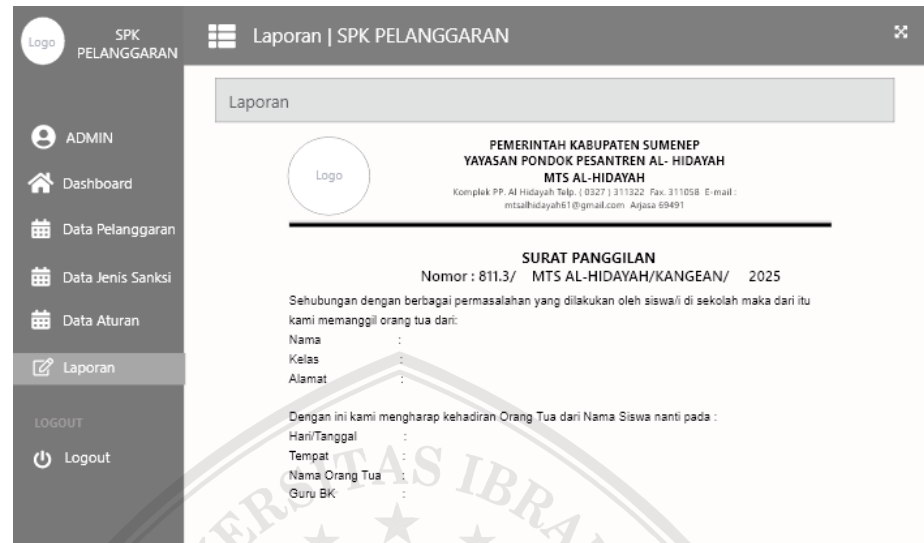 Logo
SPK
PELANGGARAN
Laporan | SPK PELANGGARAN
ADMIN
Dashboard
Data Pelanggaran
Data Jenis Sanksi
Data Aturan
Laporan
LOGOUT
Logout
Laporan
Logo
PEMERINTAH KABUPATEN SUMENEP
YAYASAN PONDOK PESANTREN AL- HIDAYAH
MTS AL-HIDAYAH
Komplek PP. Al Hidayah Telp. ( 0327 ) 311322 Fax. 311058 E-mail :
mtsalhidayah61@gmail.com Arjasa 69491
SURAT PANGGILAN
Nomor : 811.3/ MTS AL-HIDAYAH/KANGEAN/ 2025
Sehubungan dengan berbagai permasalahan yang dilakukan oleh siswa/i di sekolah maka dari itu
kami memanggil orang tua dari:
Nama :
Kelas :
Alamat :
Dengan ini kami mengharap kehadiran Orang Tua dari Nama Siswa nanti pada :
Hari/Tanggal :
Tempat :
Nama Orang Tua :
Guru BK :